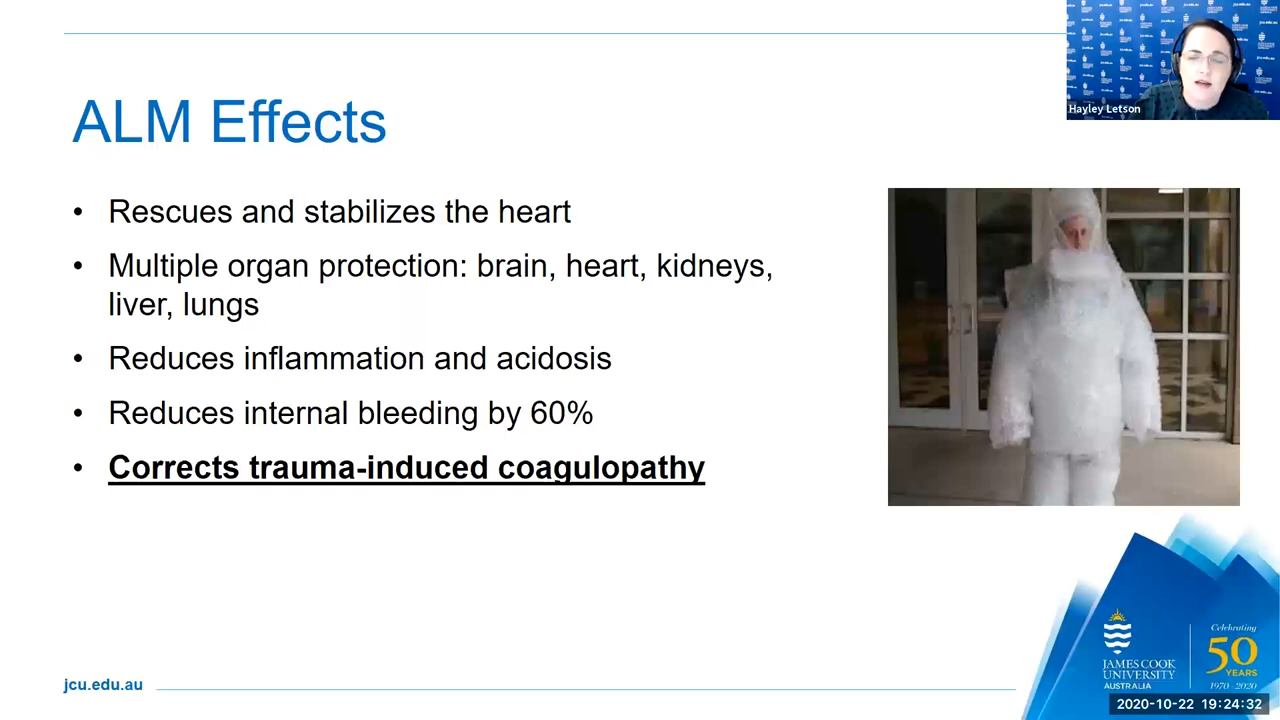 ALM Effects
• Rescues and stabilizes the heart
• Multiple organ protection: brain, heart, kidneys,
liver, lungs
• Reduces inflammation and acidosis
• Reduces internal bleeding by 60%
• Corrects trauma-induced coagulopathy
Hayley Letson
jcu.edu.au
JAMES COOK
UNIVERSITY
AUSTRALIA
Celebrating
50
YEARS
1970 - 2020
2020-10-22 19:24:32